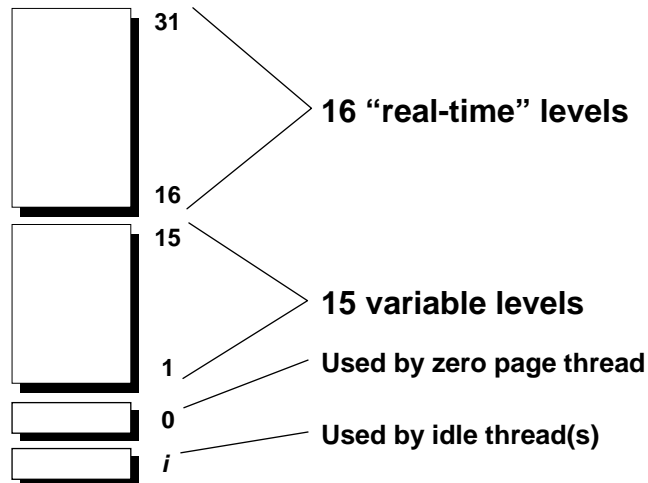 31
16 “real-time” levels
16
15
15 variable levels
1
Used by zero page thread
0
Used by idle thread(s)
i